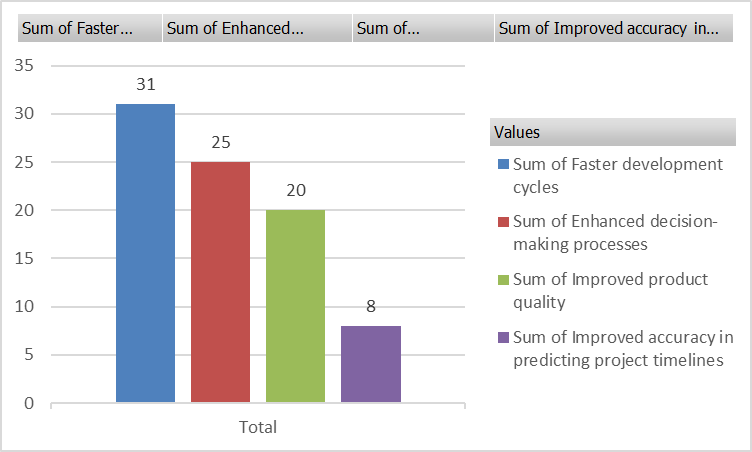 Sum of Faster... Sum of Enhanced... Sum of... Sum of Improved accuracy in...
35
30
25
20
15
10
5
0
31
25
20
8
Total
Values
Sum of Faster development
cycles
Sum of Enhanced decision-
making processes
Sum of Improved product
quality
Sum of Improved accuracy in
predicting project timelines